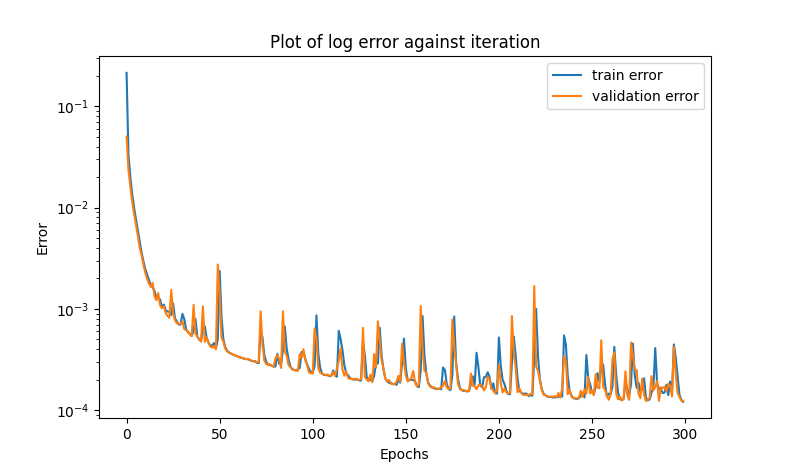 Plot of log error against iteration
train error
validation error
Error
10⁻¹
10⁻²
10⁻³
10⁻⁴
0 50 100 150 200 250 300
Epochs